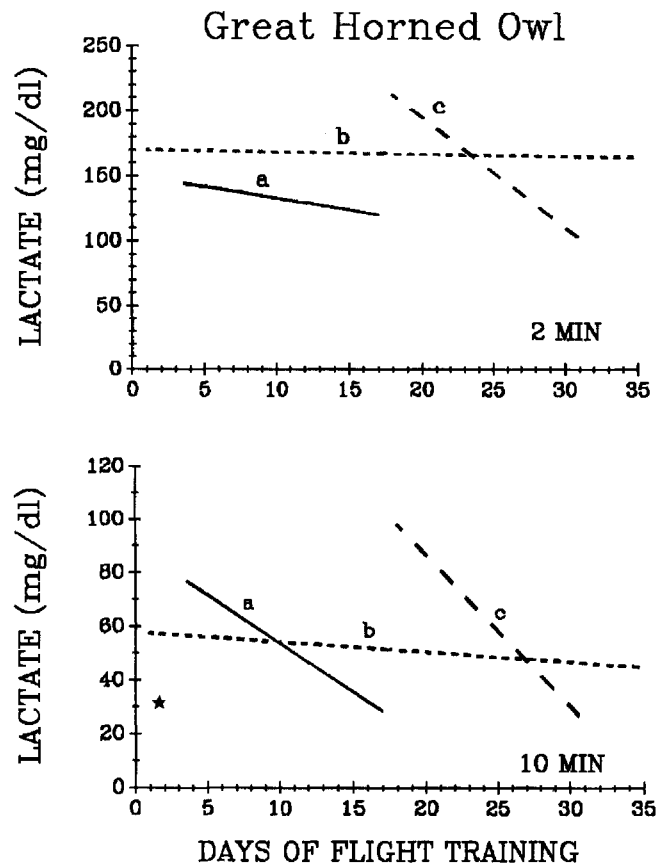 Great Horned Owl
LACTATE (mg/dl)
250
200
150
100
50
0
a
b
c
2 MIN
0 5 10 15 20 25 30 35
LACTATE (mg/dl)
120
100
80
60
40
20
0
a
b
c
10 MIN
0 5 10 15 20 25 30 35
DAYS OF FLIGHT TRAINING